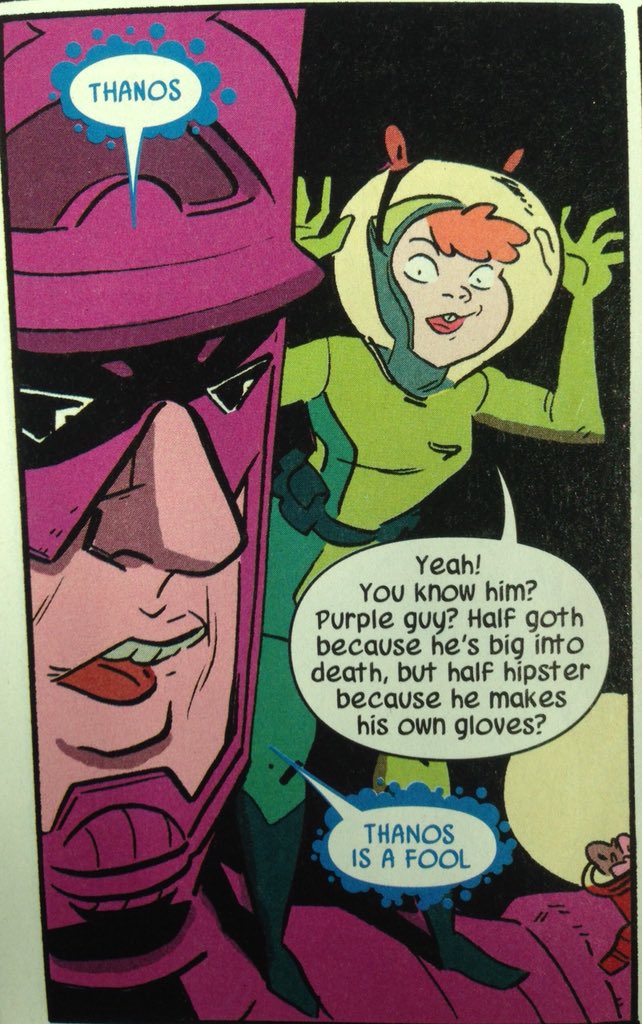 THANOS
Yeah!
You know him?
Purple guy? Half goth
because he's big into
death, but half hipster
because he makes
his own gloves?
THANOS
IS A FOOL